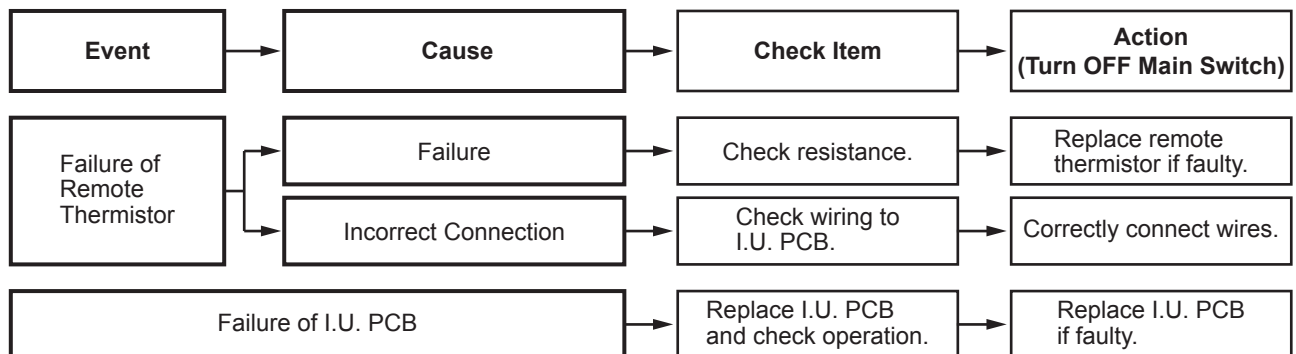 Event
Cause
Check Item
Action
(Turn OFF Main Switch)
Failure of
Remote
Thermistor
Failure
Check resistance.
Replace remote
thermistor if faulty.
Incorrect Connection
Check wiring to
I.U. PCB.
Correctly connect wires.
Failure of I.U. PCB
Replace I.U. PCB
and check operation.
Replace I.U. PCB
if faulty.